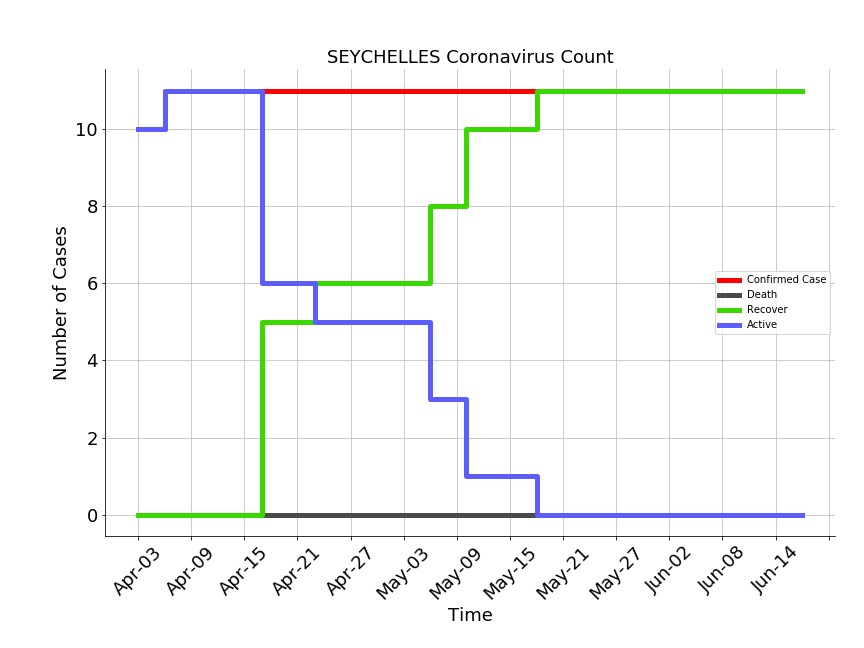 SEYCHELLES Coronavirus Count
Number of Cases
10
8
6
4
2
0
Confirmed Case
Death
Recover
Active
Apr-03
Apr-09
Apr-15
Apr-21
Apr-27
May-03
May-09
May-15
May-21
May-27
Jun-02
Jun-08
Jun-14
Time